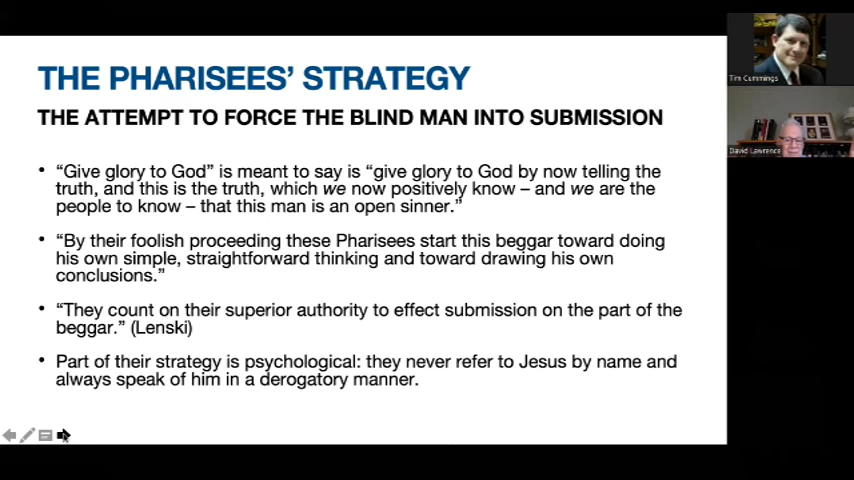 THE PHARISEES’ STRATEGY
THE ATTEMPT TO FORCE THE BLIND MAN INTO SUBMISSION
• “Give glory to God” is meant to say is “give glory to God by now telling the
truth, and this is the truth, which we now positively know – and we are the
people to know – that this man is an open sinner.”
• “By their foolish proceeding these Pharisees start this beggar toward doing
his own simple, straightforward thinking and toward drawing his own
conclusions.”
• “They count on their superior authority to effect submission on the part of the
beggar.” (Lenski)
• Part of their strategy is psychological: they never refer to Jesus by name and
always speak of him in a derogatory manner.
Tim Cummings
David Lawrence